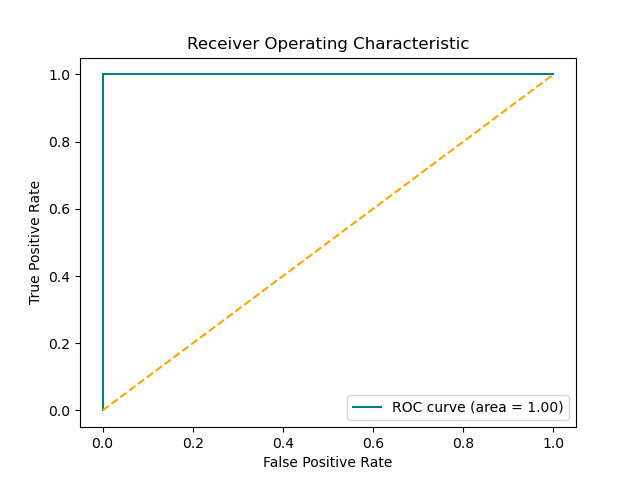 Receiver Operating Characteristic
1.0
0.8
0.6
0.4
0.2
0.0
True Positive Rate
ROC curve (area = 1.00)
0.0 0.2 0.4 0.6 0.8 1.0
False Positive Rate